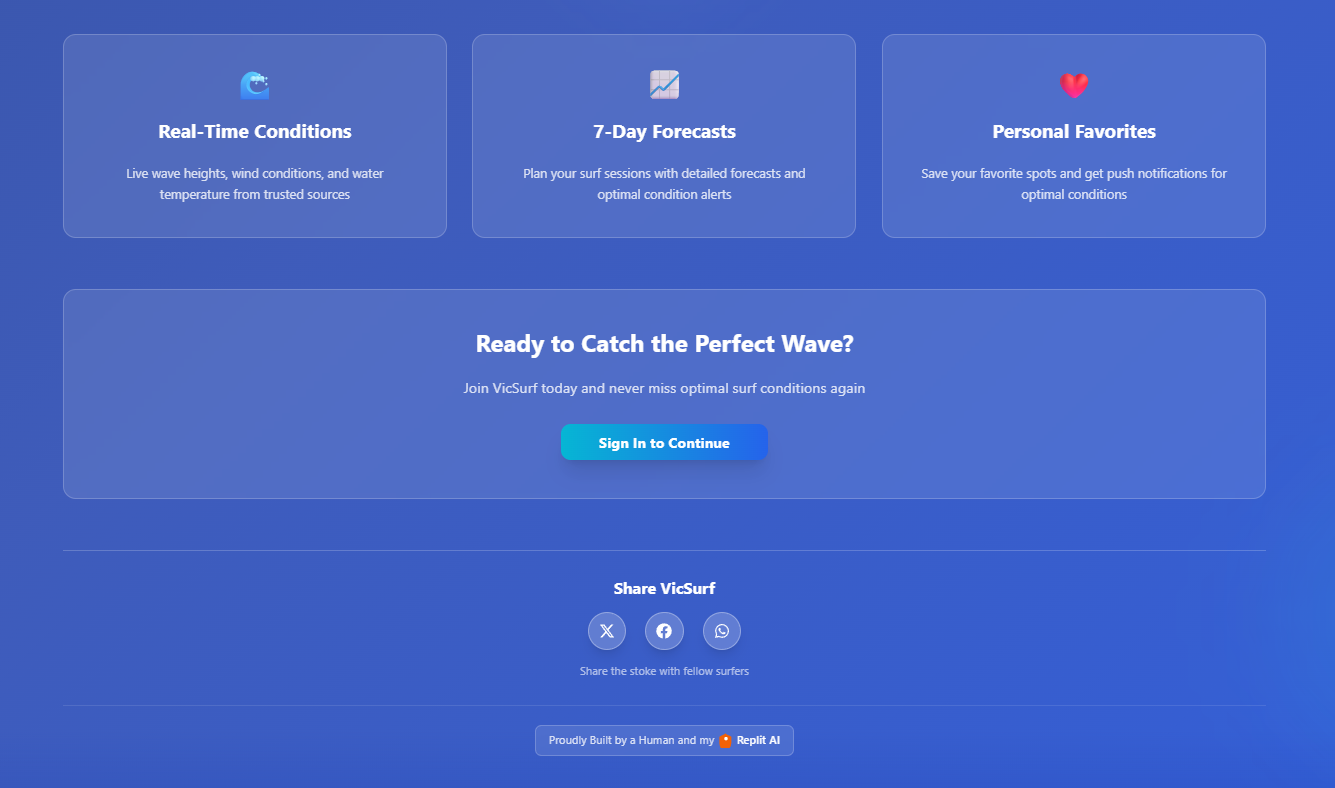 Real-Time Conditions
Live wave heights, wind conditions, and water
temperature from trusted sources
7-Day Forecasts
Plan your surf sessions with detailed forecasts and
optimal condition alerts
Personal Favorites
Save your favorite spots and get push notifications for
optimal conditions
Ready to Catch the Perfect Wave?
Join VicSurf today and never miss optimal surf conditions again
Sign In to Continue
Share VicSurf
Share the stoke with fellow surfers
Proudly Built by a Human and my Replit AI